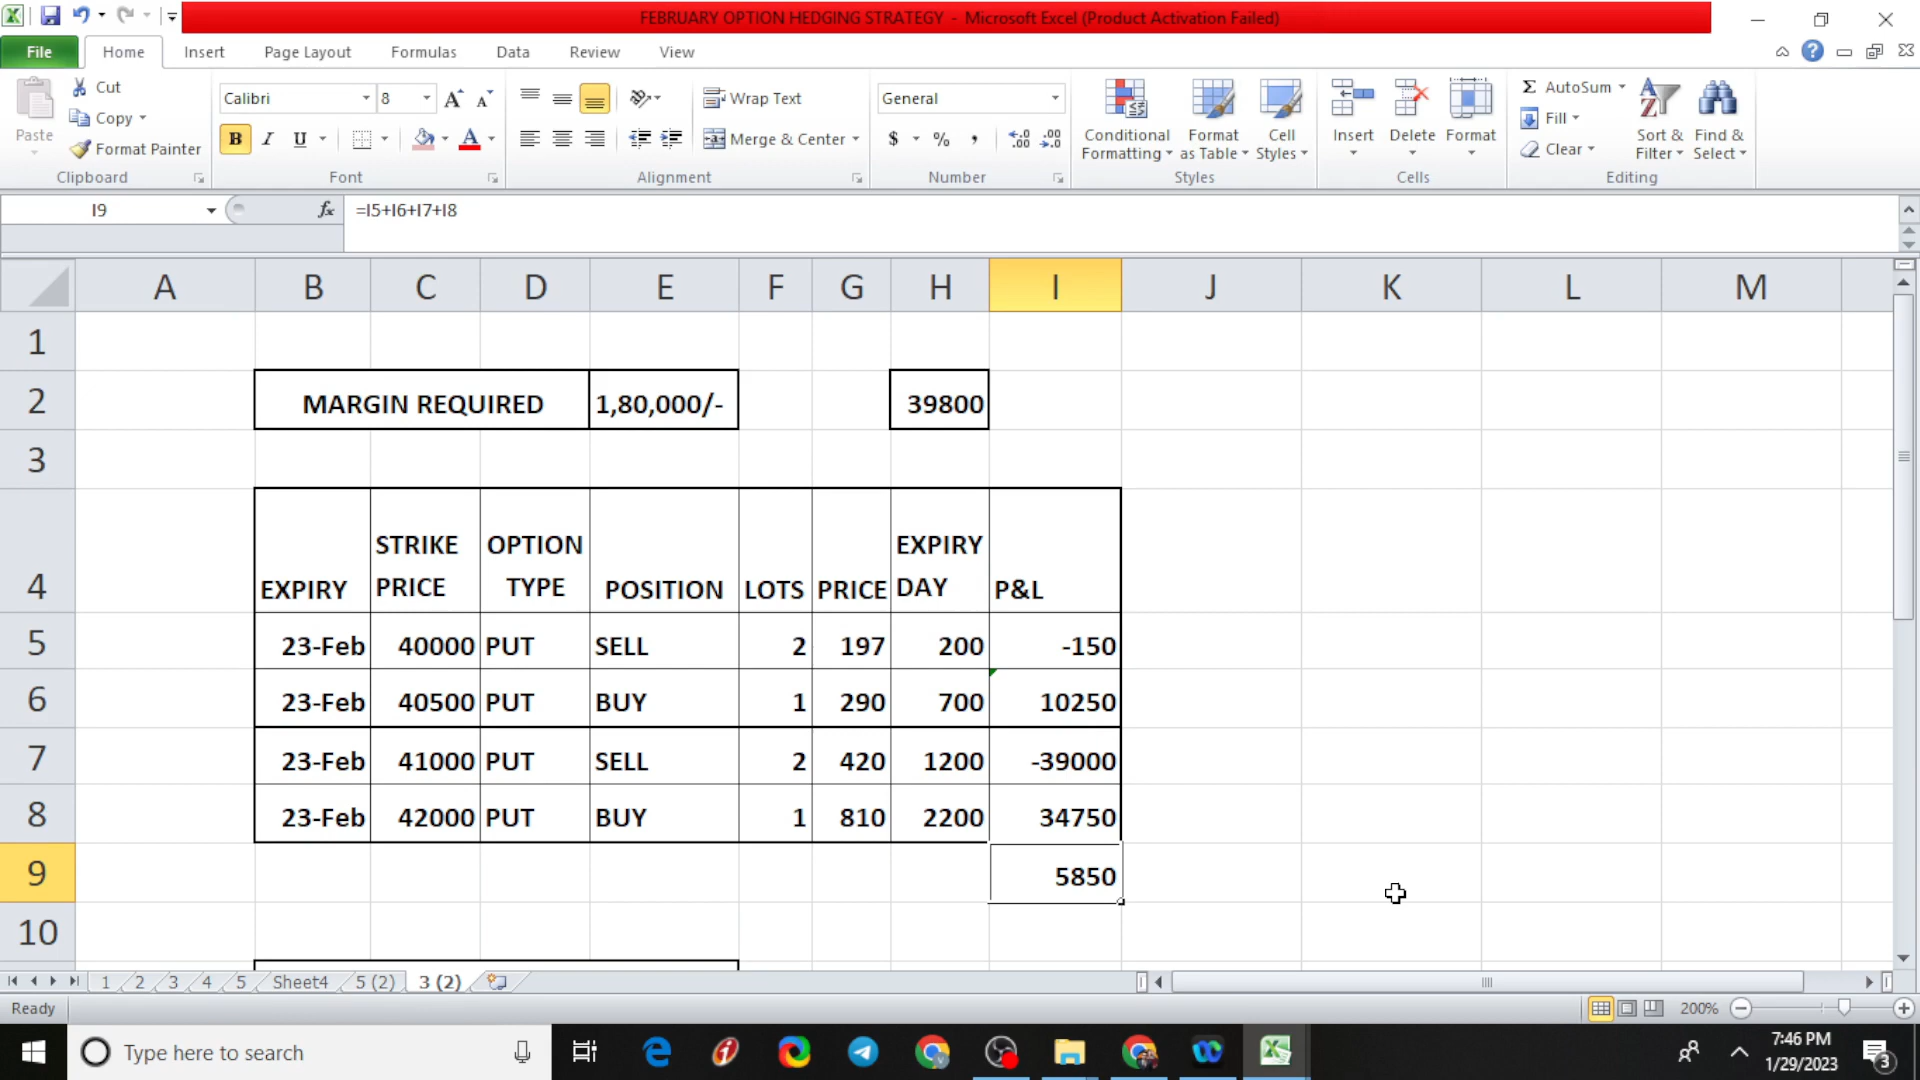 FEBRUARY OPTION HEDGING STRATEGY - Microsoft Excel (Product Activation Failed)
File Home Insert Page Layout Formulas Data Review View
Paste
Cut
Copy
Format Painter
Clipboard
Calibri 8
B I U
Font
Wrap Text
Merge & Center
Alignment
General
$ % ,
Number
Conditional Formatting
Format as Table
Cell Styles
Styles
Insert Delete Format
Cells
AutoSum
Fill
Clear
Sort & Filter
Find & Select
Editing
I9 fx =I5+I6+I7+I8
A B C D E F G H I J K L M
1
2 MARGIN REQUIRED 1,80,000/- 39800
3
4 EXPIRY STRIKE PRICE OPTION TYPE POSITION LOTS PRICE EXPIRY DAY P&L
5 23-Feb 40000 PUT SELL 2 197 200 -150
6 23-Feb 40500 PUT BUY 1 290 700 10250
7 23-Feb 41000 PUT SELL 2 420 1200 -39000
8 23-Feb 42000 PUT BUY 1 810 2200 34750
9 5850
10
1 2 3 4 5 Sheet4 5 (2) 3 (2)
Ready 200%
Type here to search
7:46 PM
1/29/2023
3